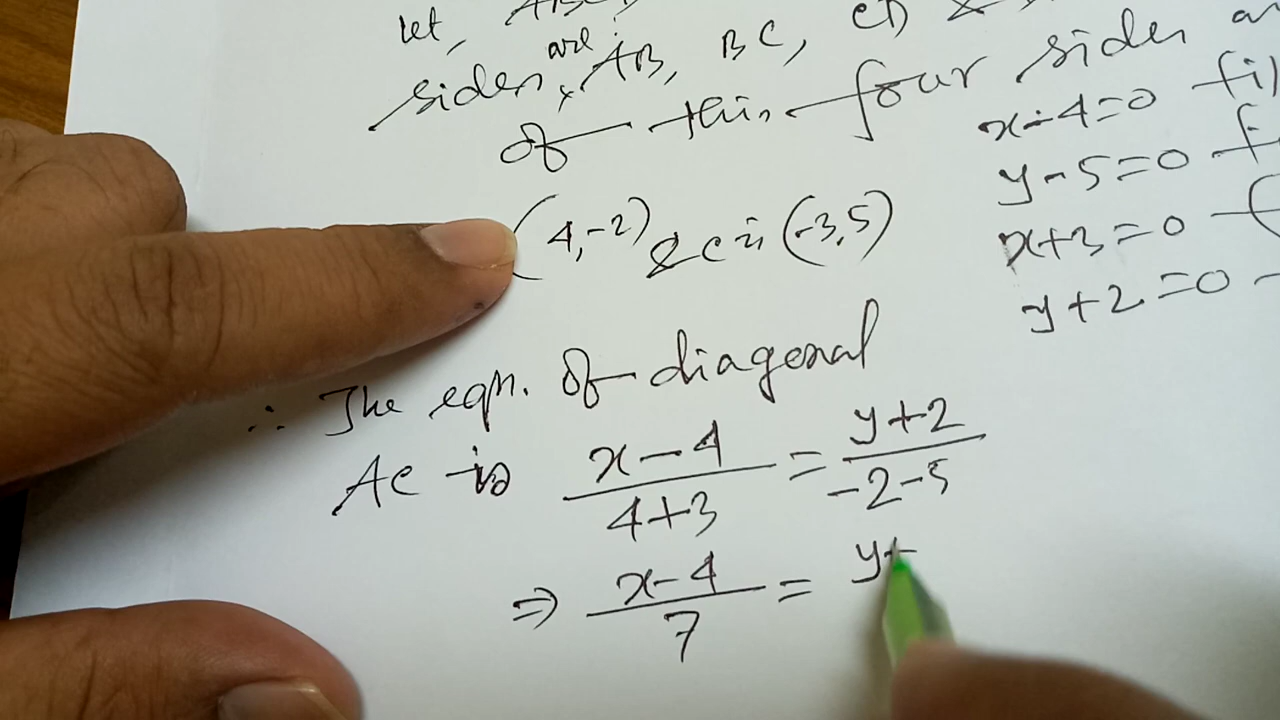 let,
sides are AB, BC, CD &
of this four sides
x-4=0
y-5=0
x+3=0
y+2=0
(4,-2) & C is (-3,5)
∴ The eqn. of diagonal
AC is x-4/4+3 = y+2/-2-5
⇒ x-4/7 = y+